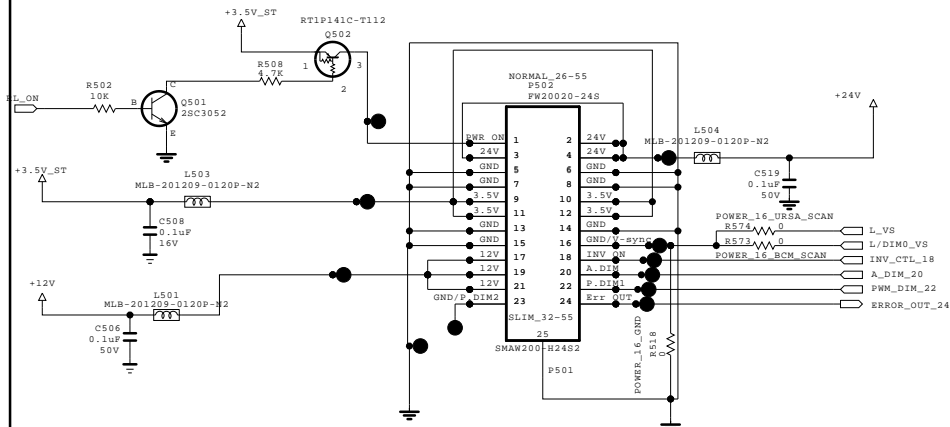 +3.5V_ST
RT1P141C-T112
Q502
R508
4.7K
1
3
2
R502
10K
C
B
E
Q501
2SC3052
NORMAL_26-55
P502
FW20020-24S
+24V
L504
MLB-201209-0120P-N2
C519
0.1uF
50V
+3.5V_ST
L503
MLB-201209-0120P-N2
C508
0.1uF
16V
+12V
L501
MLB-201209-0120P-N2
C506
0.1uF
50V
PWR_ON 1 2 24V
24V 3 4 24V
GND 5 6 GND
GND 7 8 GND
3.5V 9 10 3.5V
3.5V 11 12 3.5V
GND 13 14 GND
GND 15 16 GND/V-sync
12V 17 18 INV_ON
12V 19 20 A.DIM
12V 21 22 P.DIM1
GND/P.DIM2 23 24 Err_OUT
SLIM_32-55
25
SMAW200-H24S2
P501
POWER_16_URSA_SCAN
R574 0
L_VS
R573 0
L/DIM0_VS
POWER_16_BCM_SCAN
INV_CTL_18
A_DIM_20
PWM_DIM_22
ERROR_OUT_24
POWER_16_GND
R518
0